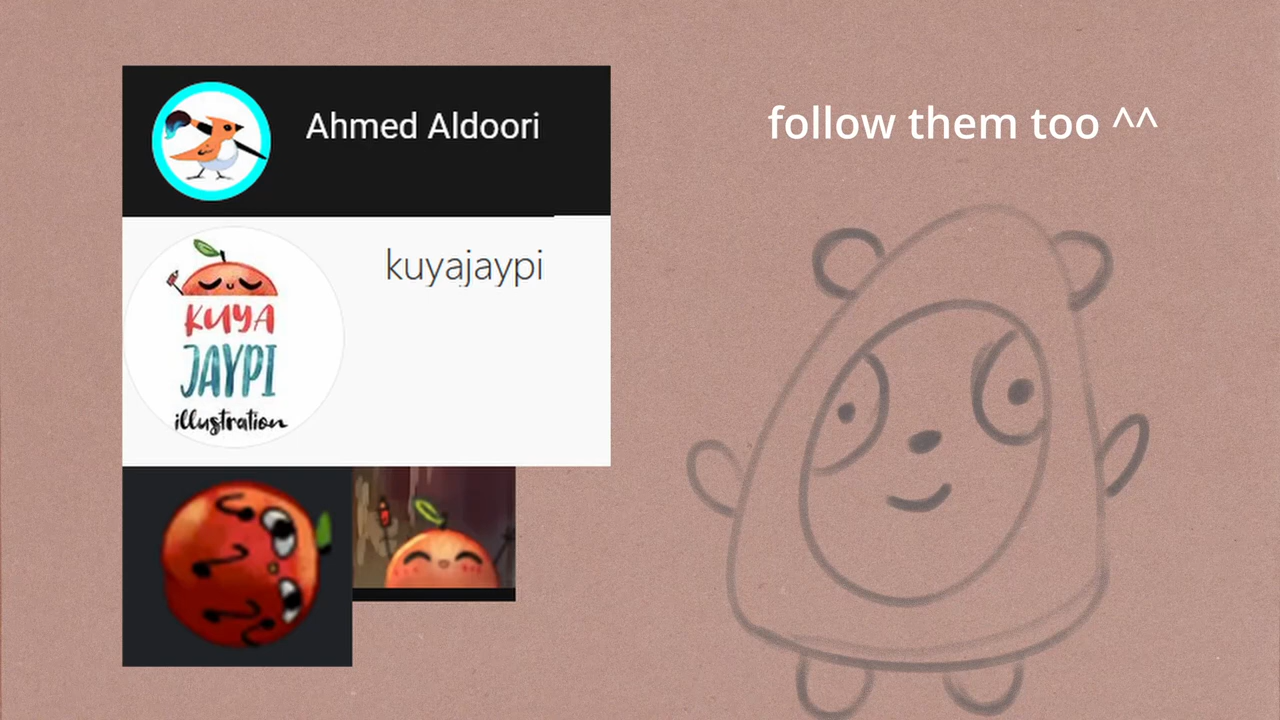 Ahmed Aldoori
follow them too ^^
kuyajaypi
KUYA
JAYPI
illustration